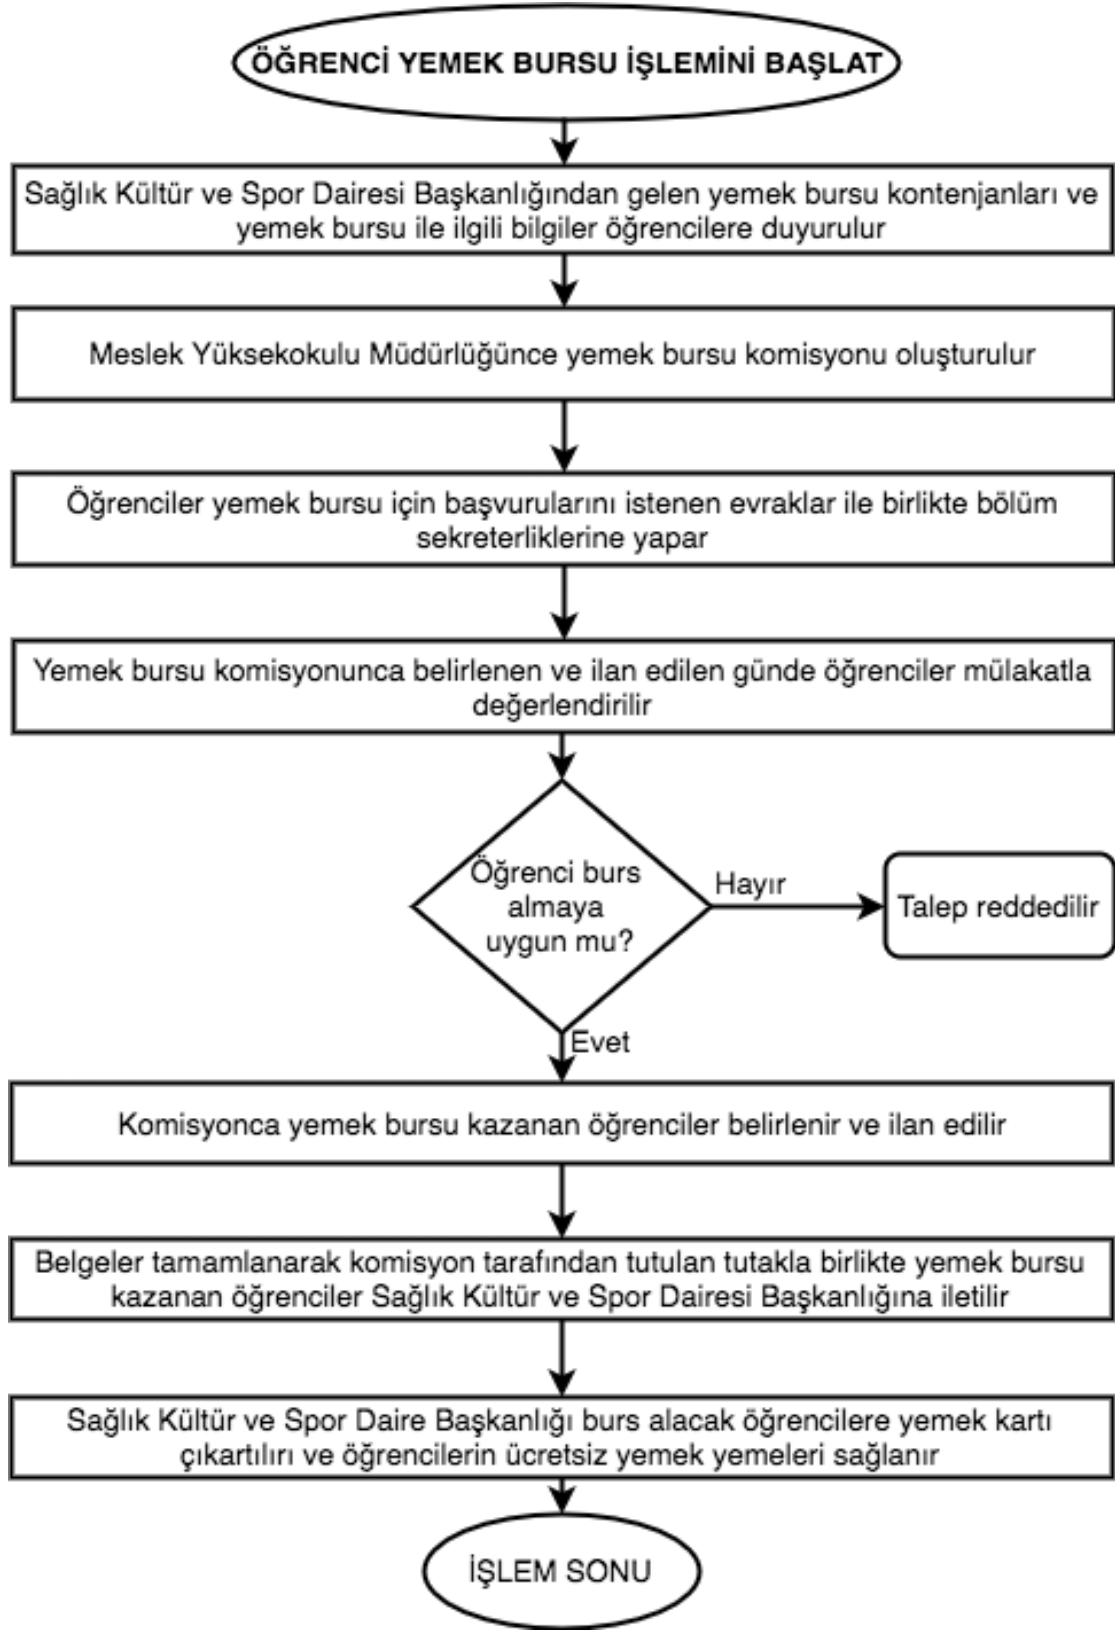 ÖĞRENCİ YEMEK BURSU İŞLEMİNİ BAŞLAT
Sağlık Kültür ve Spor Dairesi Başkanlığından gelen yemek bursu kontenjanları ve
yemek bursu ile ilgili bilgiler öğrencilere duyurulur
Meslek Yüksekokulu Müdürlüğünce yemek bursu komisyonu oluşturulur
Öğrenciler yemek bursu için başvurularını istenen evraklar ile birlikte bölüm
sekreterliklerine yapar
Yemek bursu komisyonunca belirlenen ve ilan edilen günde öğrenciler mülakatla
değerlendirilir
Öğrenci burs
almaya
uygun mu?
Hayır
Talep reddedilir
Evet
Komisyonca yemek bursu kazanan öğrenciler belirlenir ve ilan edilir
Belgeler tamamlanarak komisyon tarafından tutulan tutakla birlikte yemek bursu
kazanan öğrenciler Sağlık Kültür ve Spor Dairesi Başkanlığına iletilir
Sağlık Kültür ve Spor Daire Başkanlığı burs alacak öğrencilere yemek kartı
çıkartılırı ve öğrencilerin ücretsiz yemek yemeleri sağlanır
İŞLEM SONU